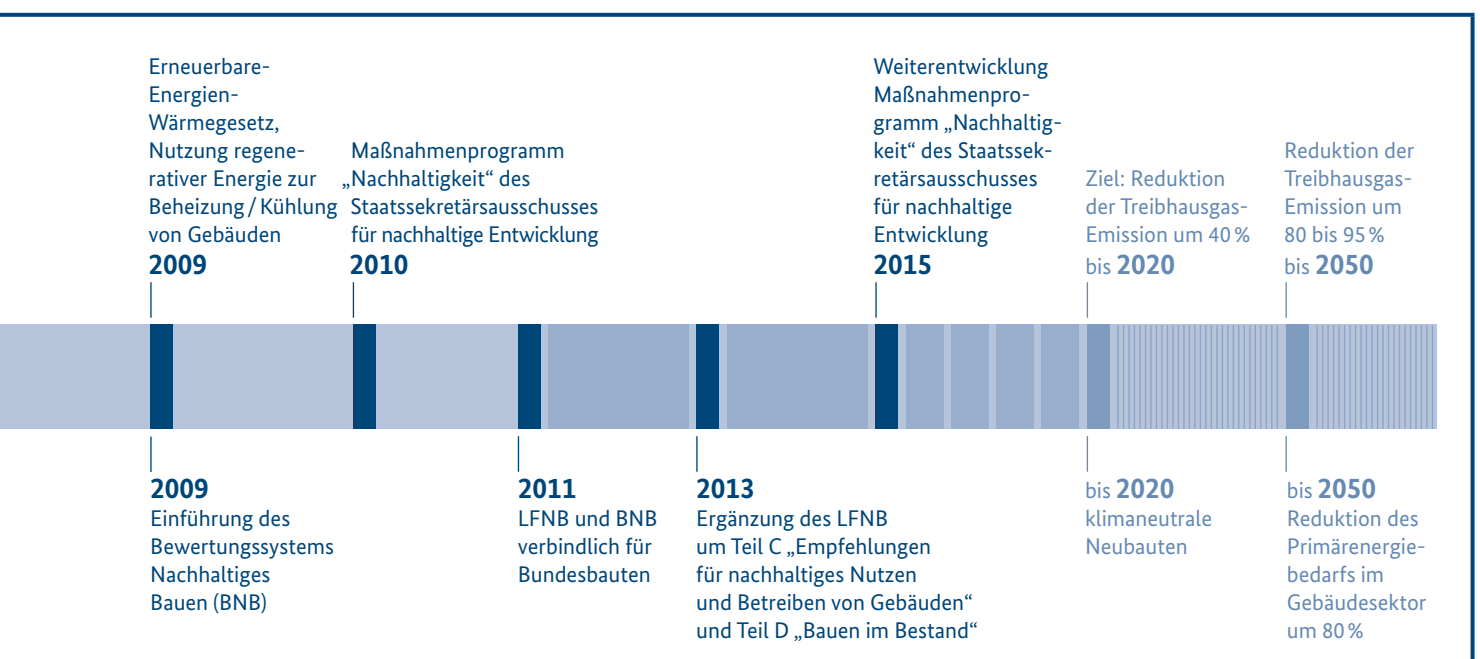 Erneuerbare-
Energien-
Wärmegesetz,
Nutzung regene-
rativer Energie zur
Beheizung / Kühlung
von Gebäuden
2009
Maßnahmenprogramm
„Nachhaltigkeit“ des
Staatssekretärsausschusses
für nachhaltige Entwicklung
2010
Weiterentwicklung
Maßnahmenpro-
gramm „Nachhaltig-
keit“ des Staatssek-
retärsausschusses
für nachhaltige
Entwicklung
2015
Ziel: Reduktion
der Treibhausgas-
Emission um 40 %
bis 2020
Reduktion der
Treibhausgas-
Emission um
80 bis 95 %
bis 2050
2009
Einführung des
Bewertungssystems
Nachhaltiges
Bauen (BNB)
2011
LFNB und BNB
verbindlich für
Bundesbauten
2013
Ergänzung des LFNB
um Teil C „Empfehlungen
für nachhaltiges Nutzen
und Betreiben von Gebäuden“
und Teil D „Bauen im Bestand“
bis 2020
klimaneutrale
Neubauten
bis 2050
Reduktion des
Primärenergie-
bedarfs im
Gebäudesektor
um 80 %